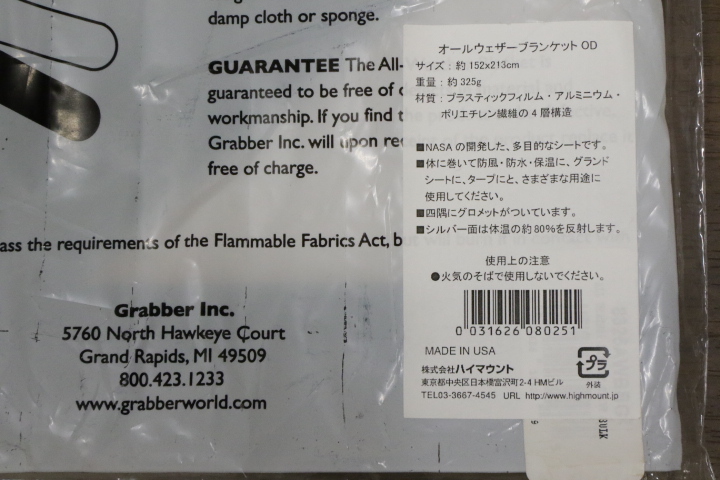 damp cloth or sponge.
GUARANTEE The All-
guaranteed to be free of
workmanship. If you find t
Grabber Inc. will upon re
free of charge.
ass the requirements of the Flammable Fabrics Act, b
Grabber Inc.
5760 North Hawkeye Court
Grand Rapids, MI 49509
800.423.1233
www.grabberworld.com
オールウェザーブランケット OD
サイズ：約 152x213cm
重量：約 325g
材質：プラスティックフィルム・アルミニウム・
ポリエチレン繊維の 4 層構造
■NASA の開発した、多目的なシートです。
■体に巻いて防風・防水・保温に、グランド
シートに、タープにと、さまざまな用途に
使用してください。
■四隅にグロメットがついています。
■シルバー面は体温の約 80%を反射します。
使用上の注意
●火気のそばで使用しないでください。
0 031626 080251
MADE IN USA
プラ
外装
株式会社ハイマウント
東京都中央区日本橋富沢町2-4 HMビル
TEL03-3667-4545 URL http://www.highmount.jp